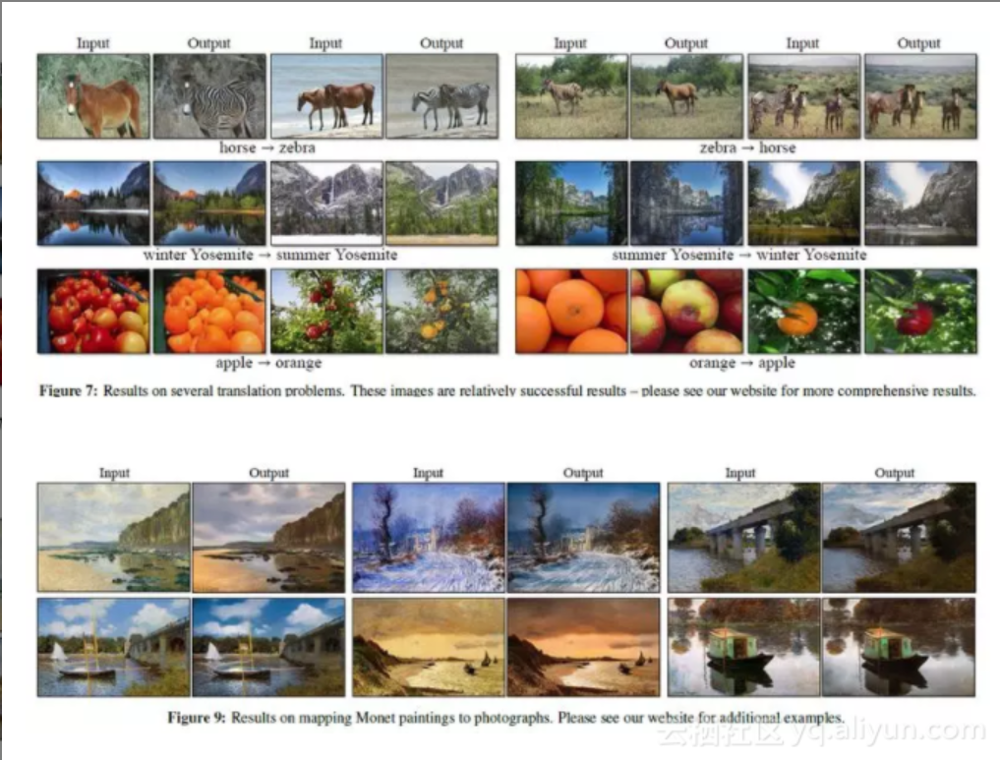 Input Output Input Output Input Output Input Output
horse → zebra zebra → horse
winter Yosemite → summer Yosemite summer Yosemite → winter Yosemite
apple → orange orange → apple
Figure 7: Results on several translation problems. These images are relatively successful results – please see our website for more comprehensive results.
Input Output Input Output Input Output
Figure 9: Results on mapping Monet paintings to photographs. Please see our website for additional examples.
云栖社区 yq.aliyun.com